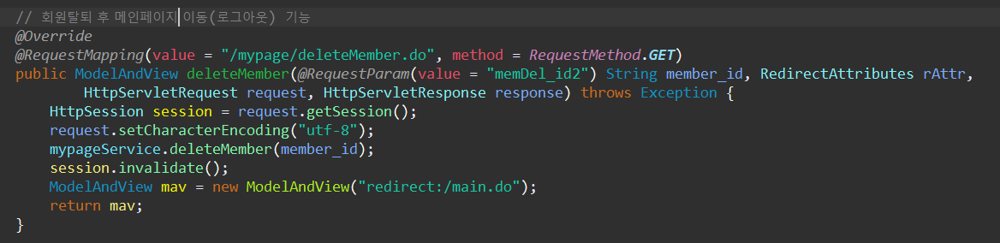 // 회원탈퇴 후 메인페이지 이동(로그아웃) 기능
@Override
@RequestMapping(value = "/mypage/deleteMember.do", method = RequestMethod.GET)
public ModelAndView deleteMember(@RequestParam(value = "memDel_id2") String member_id, RedirectAttributes rAttr,
HttpServletRequest request, HttpServletResponse response) throws Exception {
HttpSession session = request.getSession();
request.setCharacterEncoding("utf-8");
mypageService.deleteMember(member_id);
session.invalidate();
ModelAndView mav = new ModelAndView("redirect:/main.do");
return mav;
}